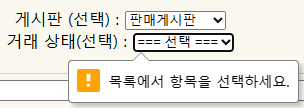 게시판 (선택) : 판매게시판
거래 상태(선택) : === 선택 ===
! 목록에서 항목을 선택하세요.